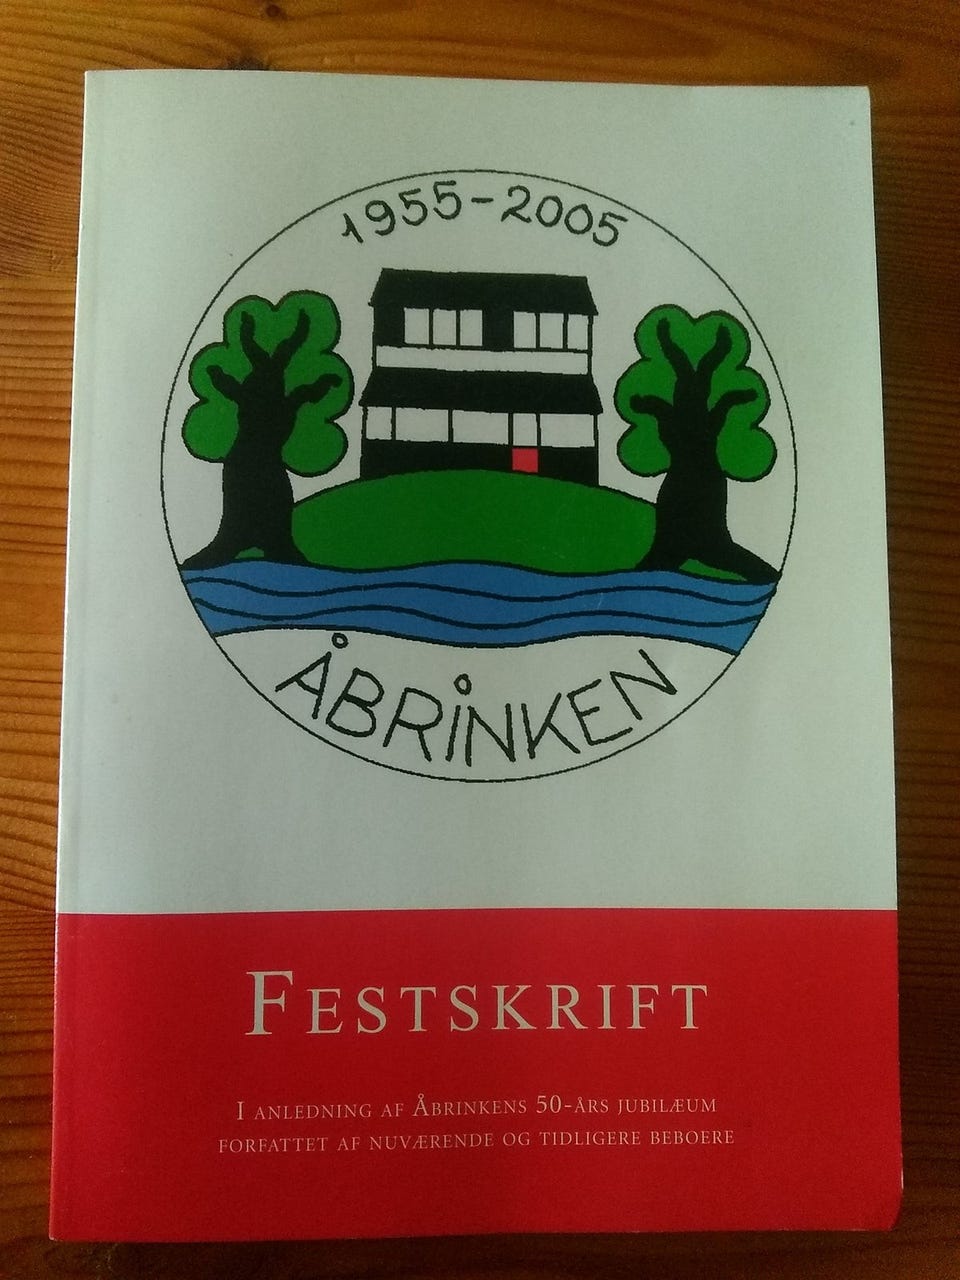 1955-2005
ÅBRINKEN
FESTSKRIFT
I ANLEDNING AF ÅBRINKENS 50-ÅRS JUBILÆUM
FORFATTET AF NUVÆRENDE OG TIDLIGERE BEBOERE